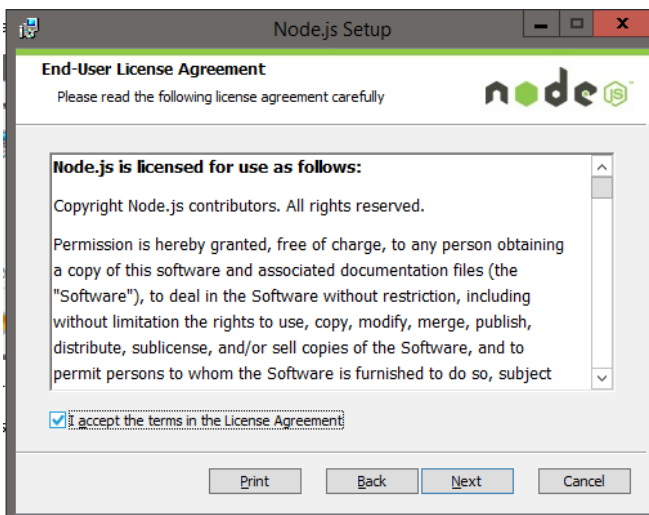 Node.js Setup
End-User License Agreement
Please read the following license agreement carefully
node JS
Node.js is licensed for use as follows:
Copyright Node.js contributors. All rights reserved.
Permission is hereby granted, free of charge, to any person obtaining
a copy of this software and associated documentation files (the
"Software"), to deal in the Software without restriction, including
without limitation the rights to use, copy, modify, merge, publish,
distribute, sublicense, and/or sell copies of the Software, and to
permit persons to whom the Software is furnished to do so, subject
I accept the terms in the License Agreement
Print Back Next Cancel